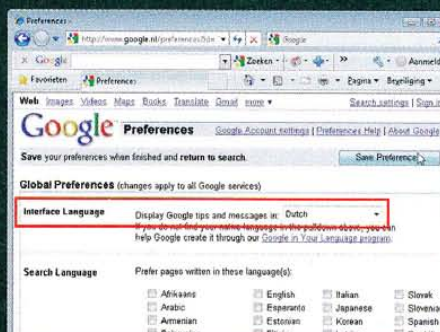 Preferences
http://www.google.nl/preferences?idn
Google
Google
Zoeken
Aanmeld
Favorieten
Preferences
Pagina
Beveiliging
Web Images Videos Maps Books Translate Gmail more
Search settings | Sign in
Google Preferences
Google Account settings | Preferences Help | About Google
Save your preferences when finished and return to search.
Save Preferences
Global Preferences (changes apply to all Google services)
Interface Language
Display Google tips and messages in: Dutch
If you do not find your native language in the pulldown above, you can
help Google create it through our Google in Your Language program.
Search Language
Prefer pages written in these language(s):
Afrikaans English Italian Slovak
Arabic Esperanto Japanese
Armenian Estonian Korean Spanish